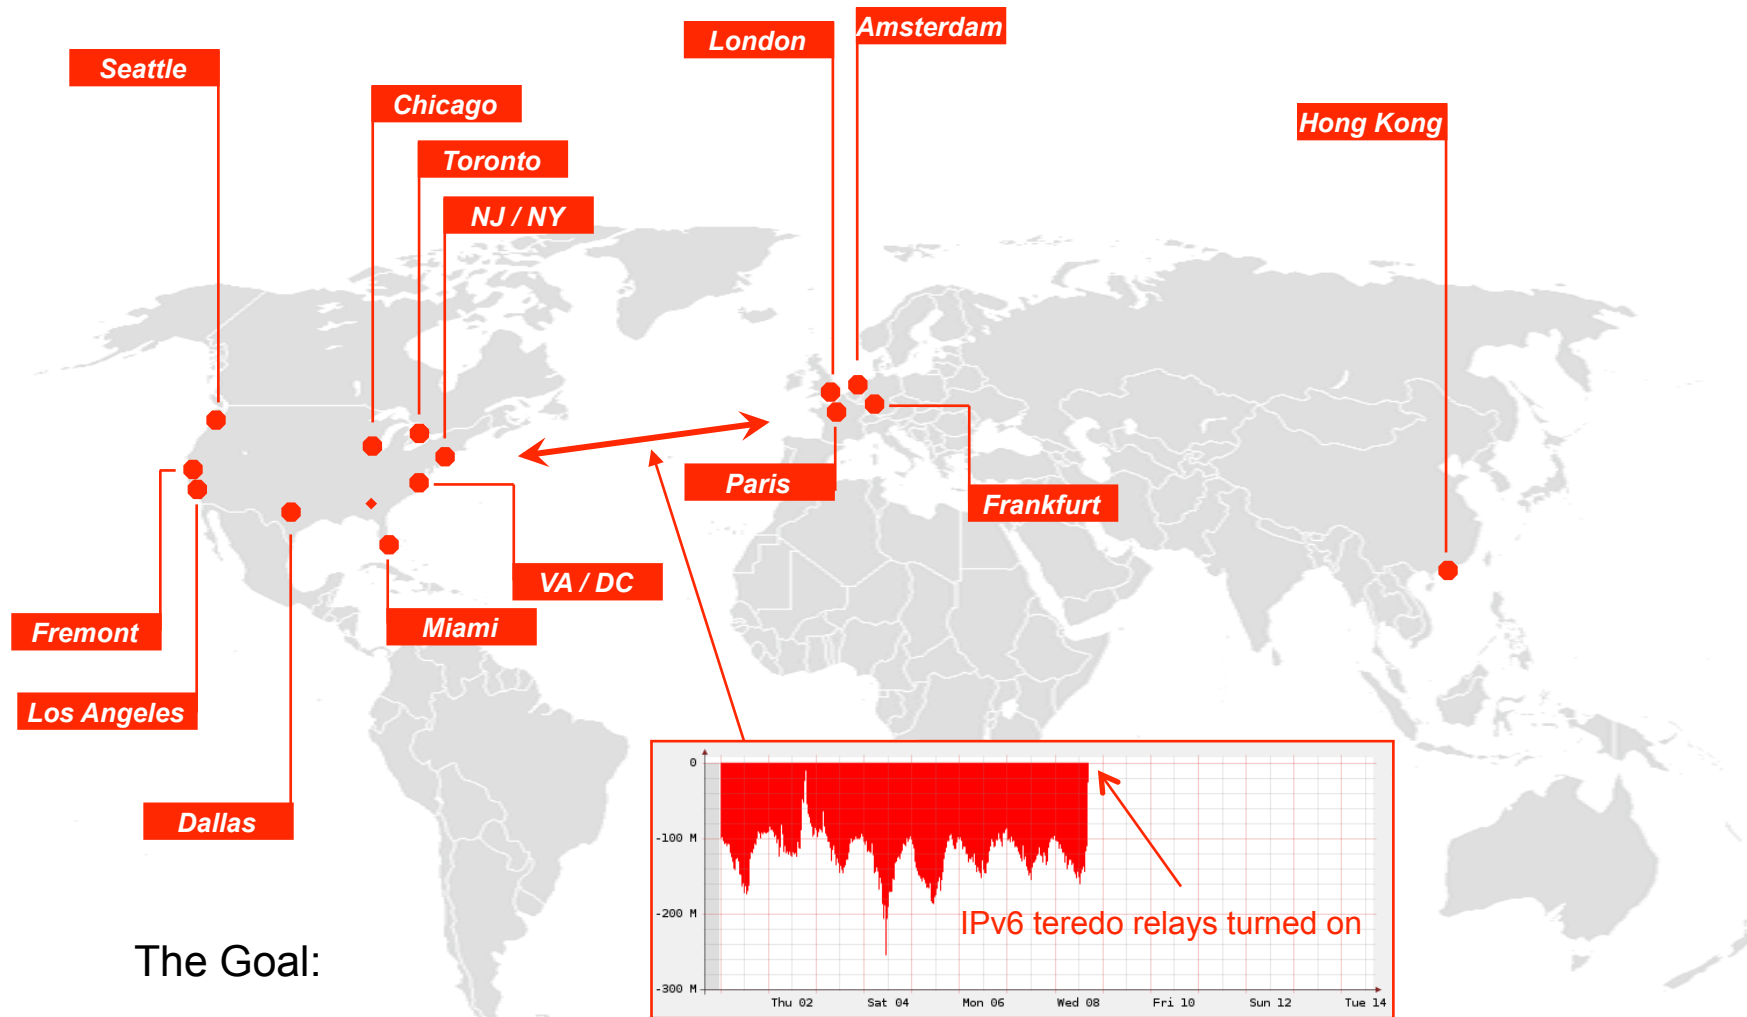 Amsterdam
London
Seattle
Chicago
Hong Kong
Toronto
NJ / NY
Paris
Frankfurt
VA / DC
Fremont
Miami
Los Angeles
Dallas
0
-100 M
-200 M
-300 M
IPv6 teredo relays turned on
Thu 02 Sat 04 Mon 06 Wed 08 Fri 10 Sun 12 Tue 14
The Goal: